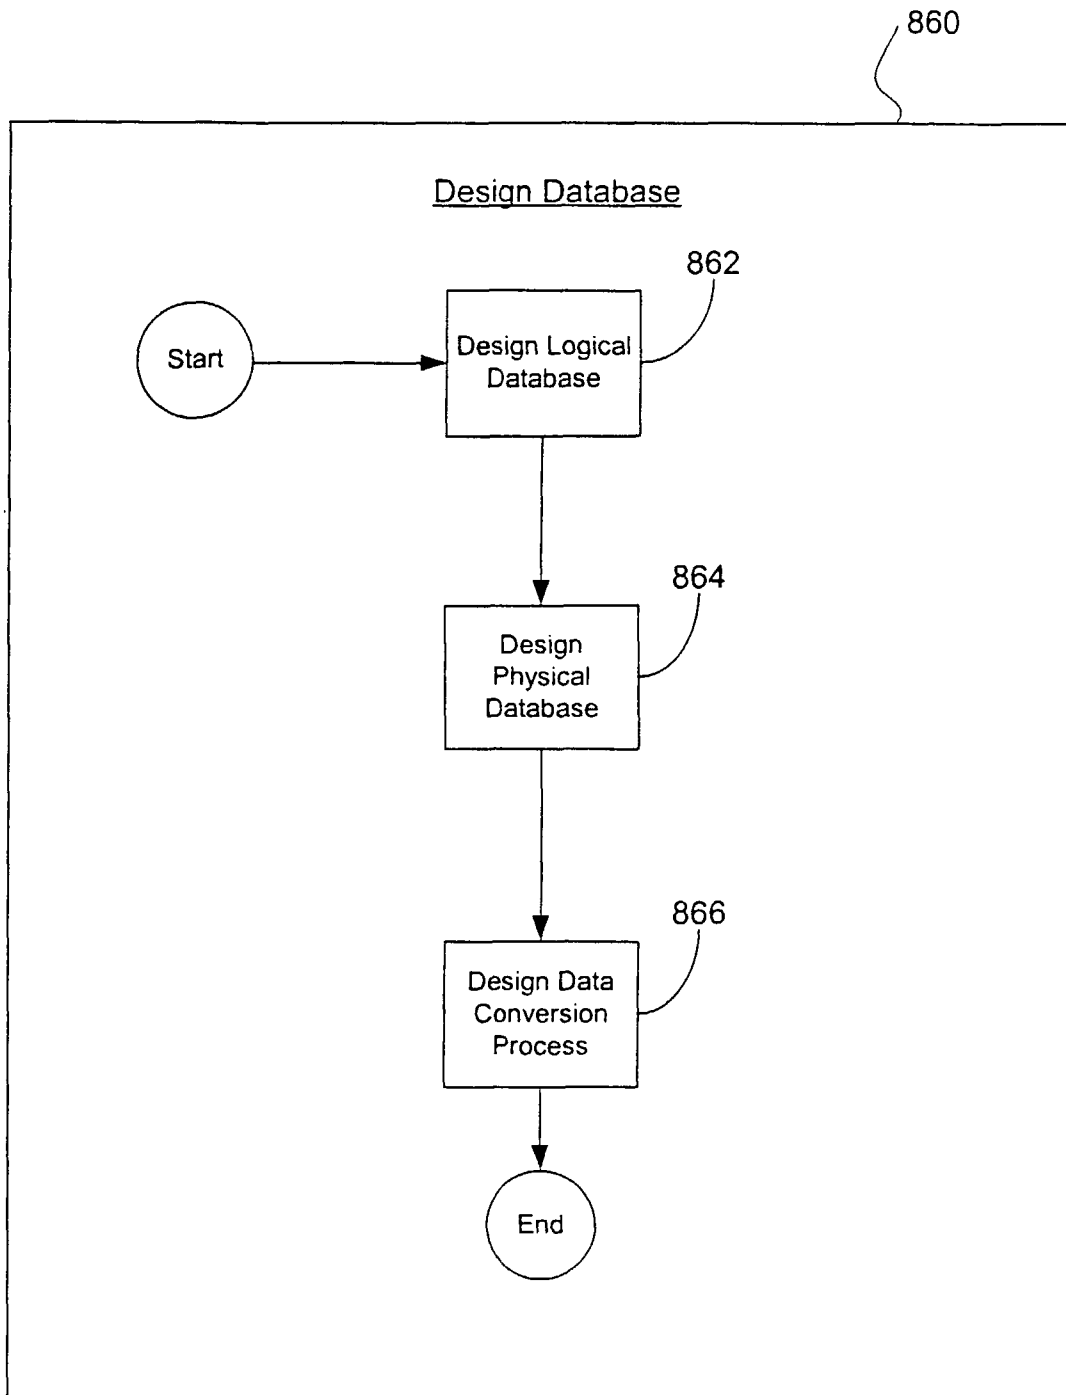 860
Design Database
862
Start
Design Logical
Database
864
Design
Physical
Database
866
Design Data
Conversion
Process
End